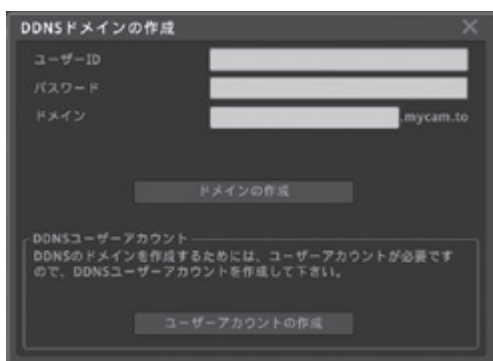 DDNSドメインの作成
ユーザーID
パスワード
ドメイン .mycam.to
ドメインの作成
DDNSユーザーアカウント
DDNSのドメインを作成するためには、ユーザーアカウントが必要です
ので、DDNSユーザーアカウントを作成して下さい。
ユーザーアカウントの作成